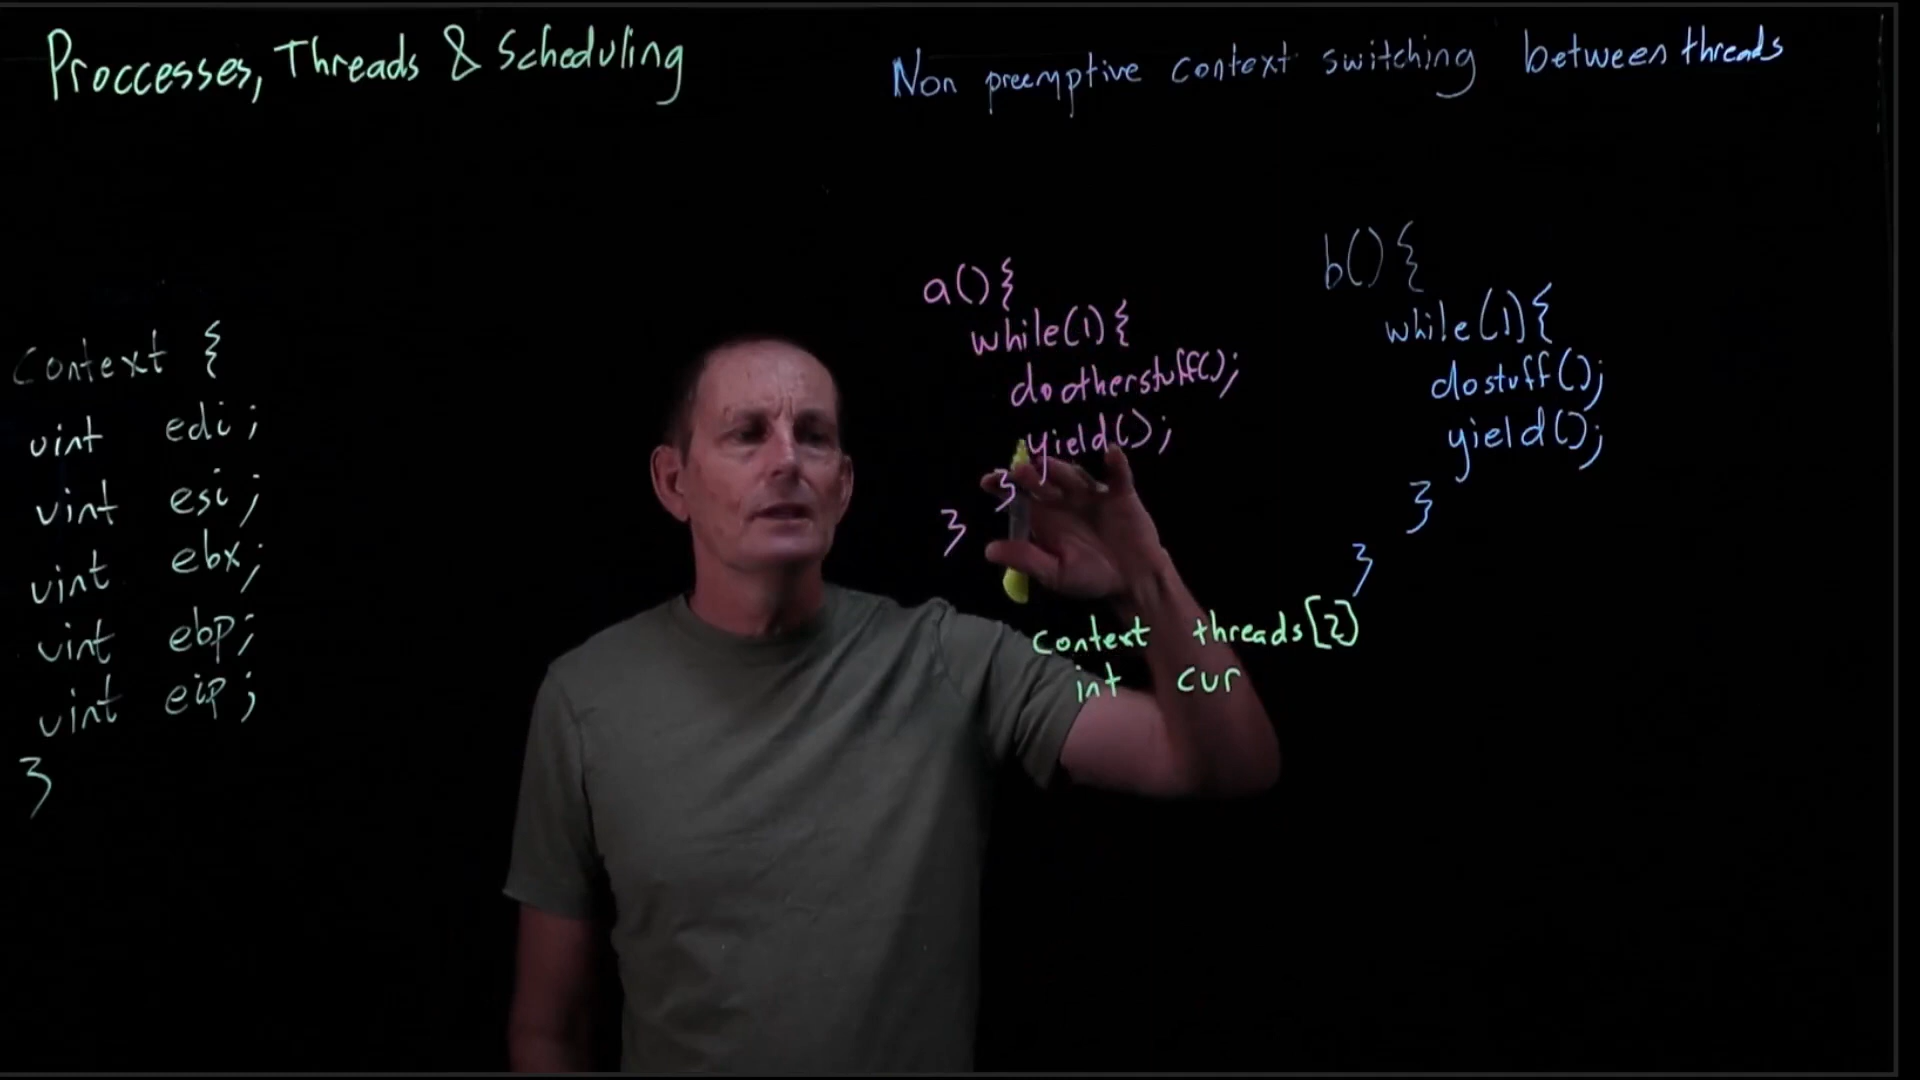 Proccesses, Threads & Scheduling
Non preemptive context switching between threads
Context {
uint edi;
uint esi;
uint ebx;
uint ebp;
uint eip;
}
a(){
while(1){
dootherstuff();
yield();
}
}
b(){
while(1){
dostuff();
yield();
}
}
Context threads[2]
int cur